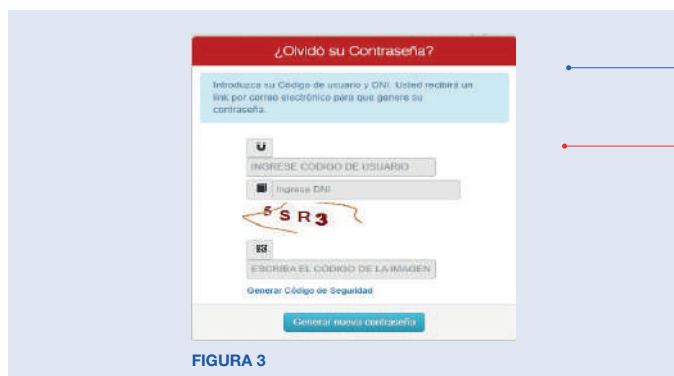 ¿Olvidó su Contraseña?
Introduzca su Código de usuario y DNI. Usted recibirá un
link por correo electrónico para que genere su
contraseña.
INGRESE CODIGO DE USUARIO
Ingrese DNI
5 S R 3
ESCRIBA EL CÓDIGO DE LA IMAGEN
Generar Código de Seguridad
Generar nueva contraseña
FIGURA 3